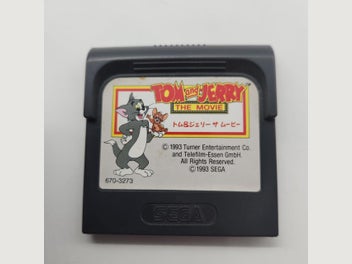 TOM and JERRY
THE MOVIE
トム&ジェリー ザ ムービー
© 1993 Turner Entertainment Co.
and Telefilm-Essen GmbH.
All Rights Reserved.
© 1993 SEGA
670-3273
SEGA